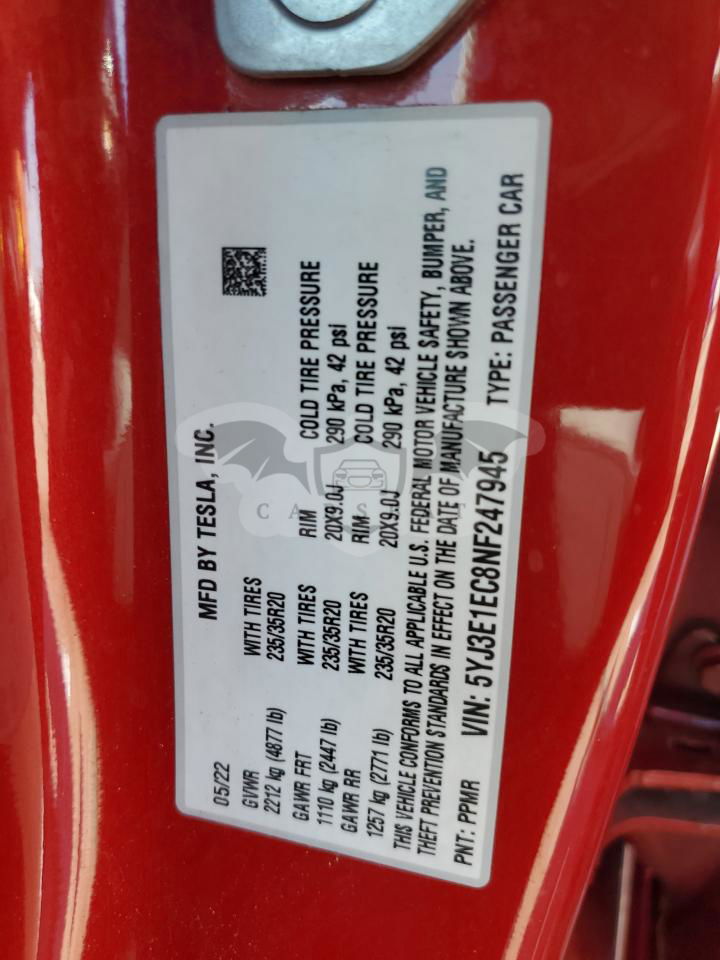 MFD BY TESLA, INC.
05/22
GVWR WITH TIRES
2212 kg (4877 lb) 235/35R20
GAWR FRT WITH TIRES RIM COLD TIRE PRESSURE
1110 kg (2447 lb) 235/35R20 20X9.0J 290 kPa, 42 psi
GAWR RR WITH TIRES RIM COLD TIRE PRESSURE
1257 kg (2771 lb) 235/35R20 20X9.0J 290 kPa, 42 psi
THIS VEHICLE CONFORMS TO ALL APPLICABLE U.S. FEDERAL MOTOR VEHICLE SAFETY, BUMPER, AND
THEFT PREVENTION STANDARDS IN EFFECT ON THE DATE OF MANUFACTURE SHOWN ABOVE.
PNT: PPMR VIN: 5YJ3E1EC8NF247945 TYPE: PASSENGER CAR